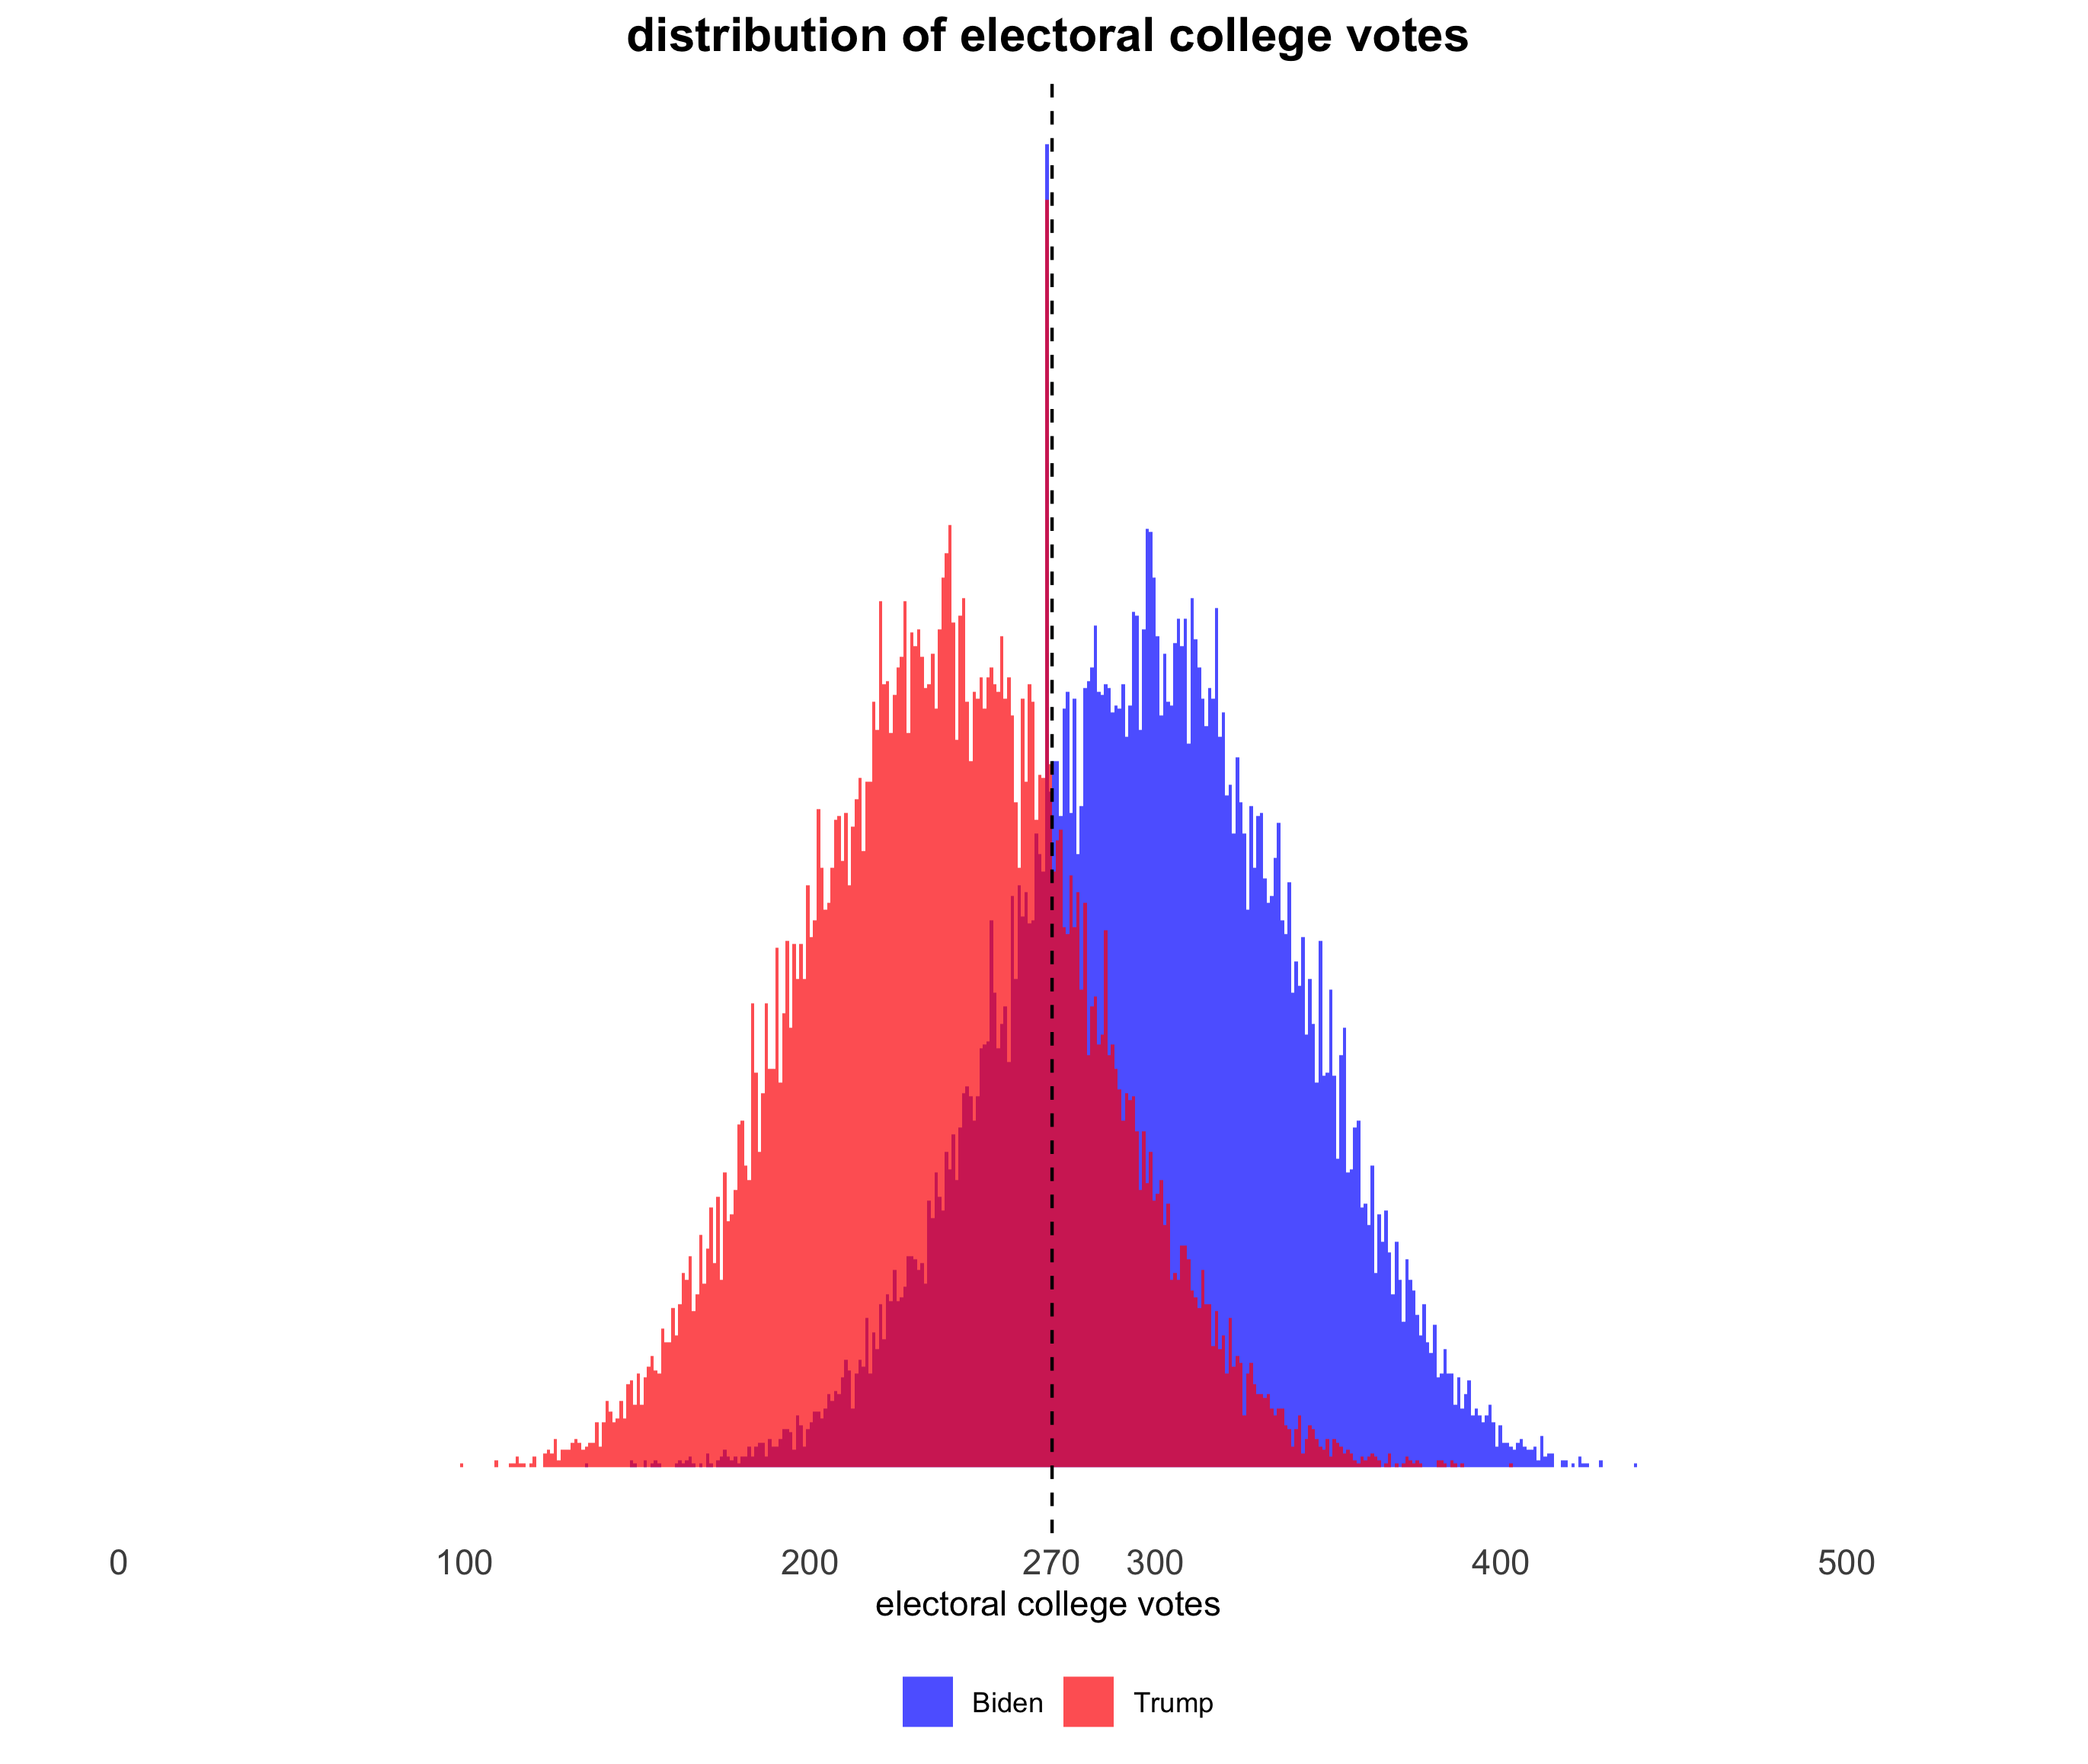 distribution of electoral college votes
0 100 200 270 300 400 500
electoral college votes
Biden Trump